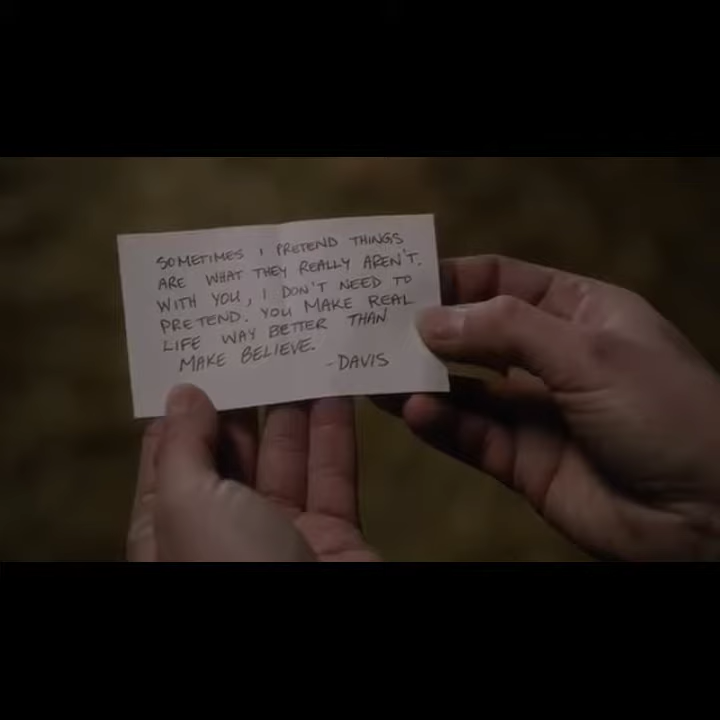 SOMETIMES I PRETEND THINGS
ARE WHAT THEY REALLY AREN'T.
WITH YOU, I DON'T NEED TO
PRETEND. YOU MAKE REAL
LIFE WAY BETTER THAN
MAKE BELIEVE.
-DAVIS